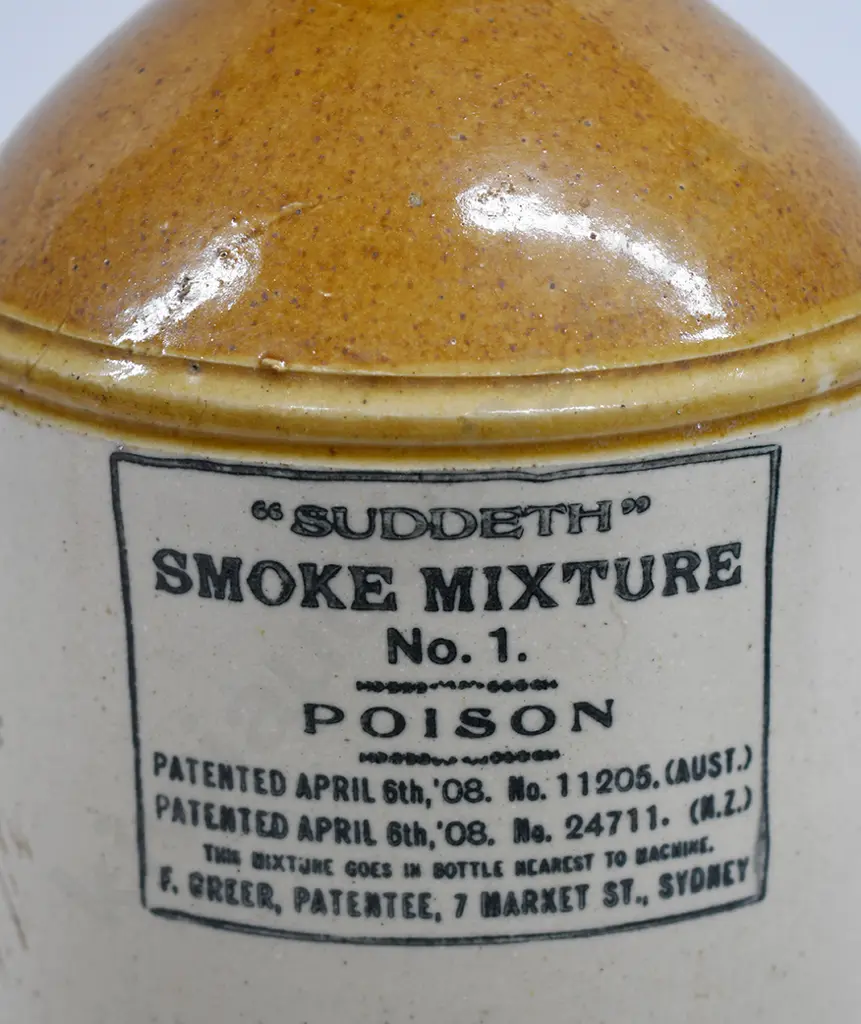 “SUDDETH”
SMOKE MIXTURE
No. 1.
POISON
PATENTED APRIL 6th,'08. No. 11205. (AUST.)
PATENTED APRIL 6th,'08. No. 24711. (N.Z.)
THIS MIXTURE GOES IN BOTTLE NEAREST TO MACHINE.
F. GREER, PATENTEE, 7 MARKET ST., SYDNEY